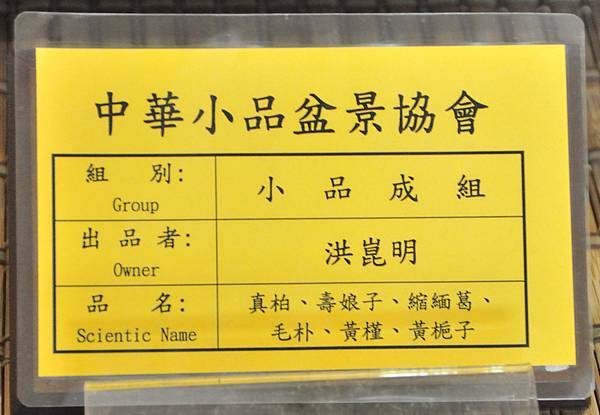 中華小品盆景協會
組 別: 小品成組
Group
出品者: 洪崑明
Owner
品 名: 真柏、壽娘子、縮緬葛、
Scientic Name 毛朴、黃槿、黃梔子